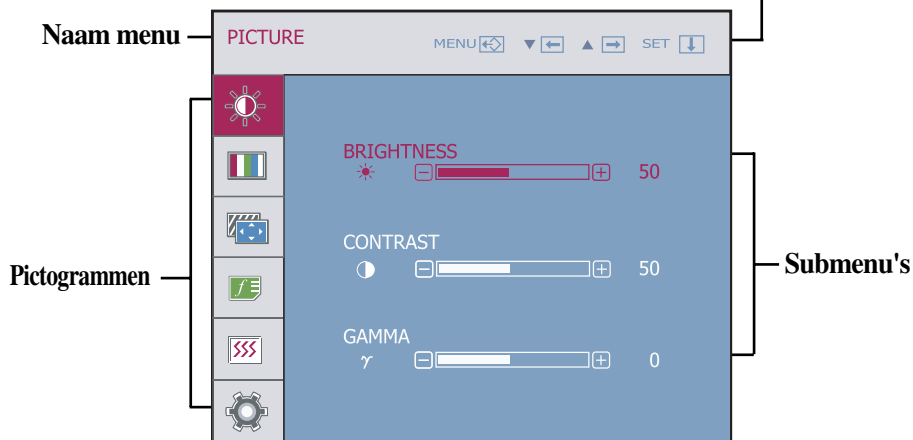 Naam menu
PICTURE
MENU ▼ ▲ SET
BRIGHTNESS
50
CONTRAST
50
Pictogrammen
Submenu's
GAMMA
γ 0